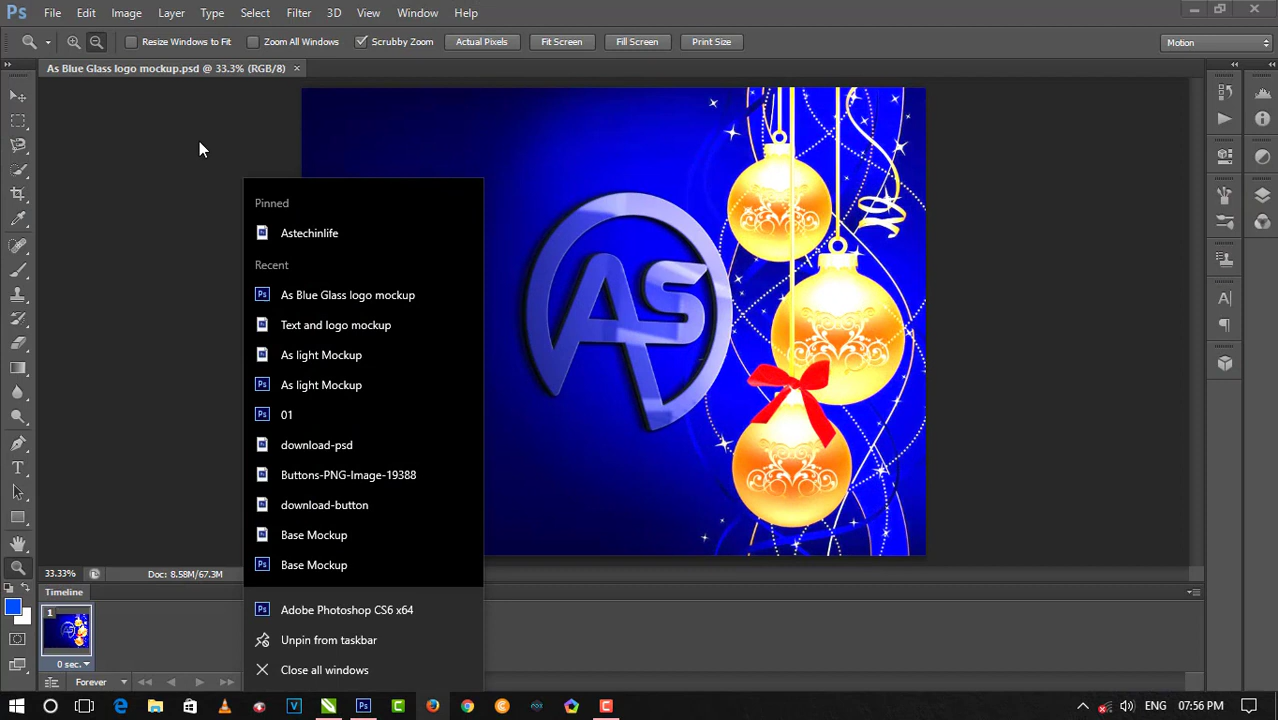 Ps File Edit Image Layer Type Select Filter 3D View Window Help
Resize Windows to Fit Zoom All Windows Scrubby Zoom Actual Pixels Fit Screen Fill Screen Print Size Motion
As Blue Glass logo mockup.psd @ 33.3% (RGB/8) ×
AS
Pinned
Astechinlife
Recent
As Blue Glass logo mockup
Text and logo mockup
As light Mockup
As light Mockup
01
download-psd
Buttons-PNG-Image-19388
download-button
Base Mockup
Base Mockup
Adobe Photoshop CS6 x64
Unpin from taskbar
Close all windows
33.33% Doc: 8.58M/67.3M
Timeline
1
0 sec.
Forever
ENG 07:56 PM